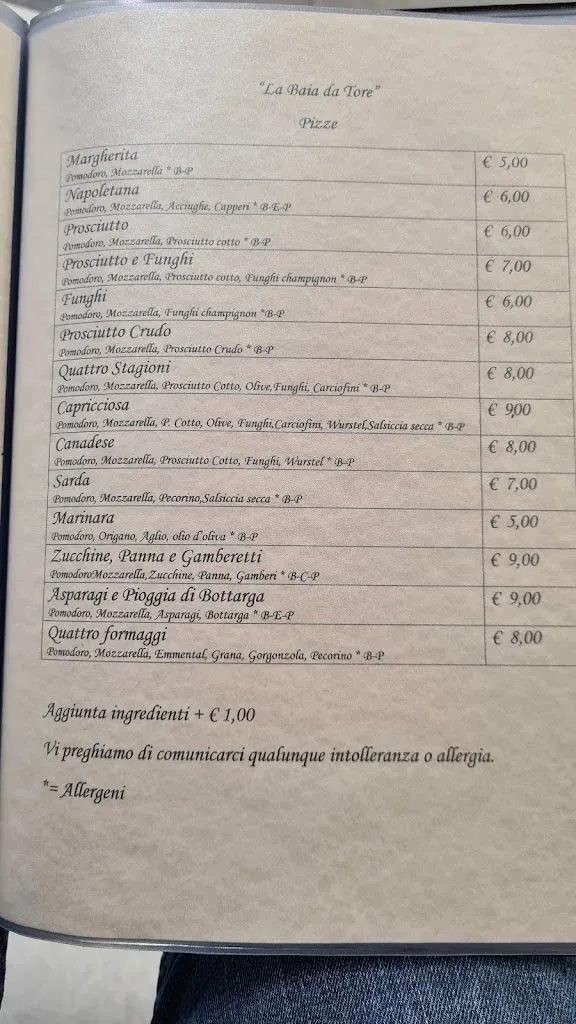 "La Baia da Tore"
Pizze
Margherita € 5,00
Pomodoro, Mozzarella * B-P
Napoletana € 6,00
Pomodoro, Mozzarella, Acciughe, Capperi * B-E-P
Prosciutto € 6,00
Pomodoro, Mozzarella, Prosciutto cotto * B-P
Prosciutto e Funghi € 7,00
Pomodoro, Mozzarella, Prosciutto cotto, Funghi champignon * B-P
Funghi € 6,00
Pomodoro, Mozzarella, Funghi champignon *B-P
Prosciutto Crudo € 8,00
Pomodoro, Mozzarella, Prosciutto Crudo * B-P
Quattro Stagioni € 8,00
Pomodoro, Mozzarella, Prosciutto Cotto, Olive,Funghi, Carciofini * B-P
Capricciosa € 9,00
Pomodoro, Mozzarella, P. Cotto, Olive, Funghi,Carciofini, Wurstel,Salsiccia secca * B-P
Canadese € 8,00
Pomodoro, Mozzarella, Prosciutto Cotto, Funghi, Wurstel * B-P
Sarda € 7,00
Pomodoro, Mozzarella, Pecorino,Salsiccia secca * B-P
Marinara € 5,00
Pomodoro, Origano, Aglio, olio d'oliva * B-P
Zucchine, Panna e Gamberetti € 9,00
PomodoroMozzarella,Zucchine, Panna, Gamberi * B-C-P
Asparagi e Pioggia di Bottarga € 9,00
Pomodoro, Mozzarella, Asparagi, Bottarga * B-E-P
Quattro formaggi € 8,00
Pomodoro, Mozzarella, Emmental, Grana, Gorgonzola, Pecorino * B-P
Aggiunta ingredienti + € 1,00
Vi preghiamo di comunicarci qualunque intolleranza o allergia.
*= Allergeni